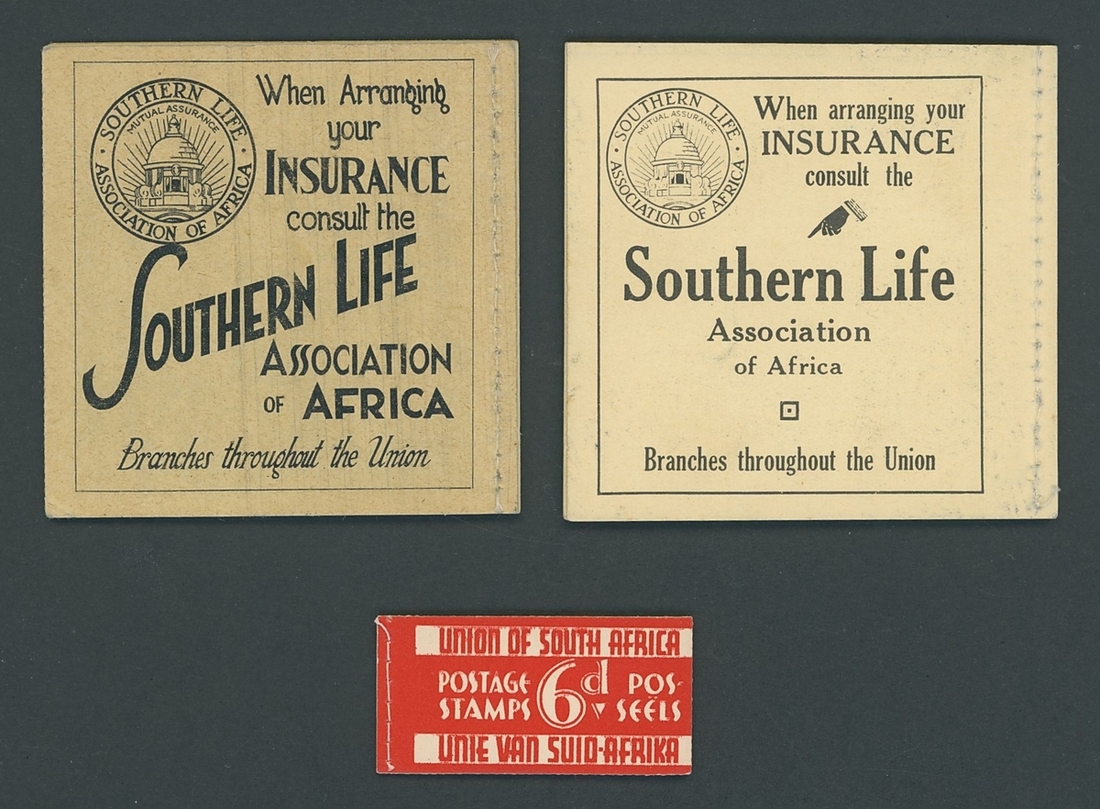 SOUTHERN LIFE
MUTUAL ASSURANCE
ASSOCIATION OF AFRICA
When Arranging
your
INSURANCE
consult the
SOUTHERN LIFE
ASSOCIATION
OF AFRICA
Branches throughout the Union
SOUTHERN LIFE
MUTUAL ASSURANCE
ASSOCIATION OF AFRICA
When arranging your
INSURANCE
consult the
Southern Life
Association
of Africa
Branches throughout the Union
UNION OF SOUTH AFRICA
POSTAGE 6d POS-
STAMPS v SEËLS
UNIE VAN SUID-AFRIKA